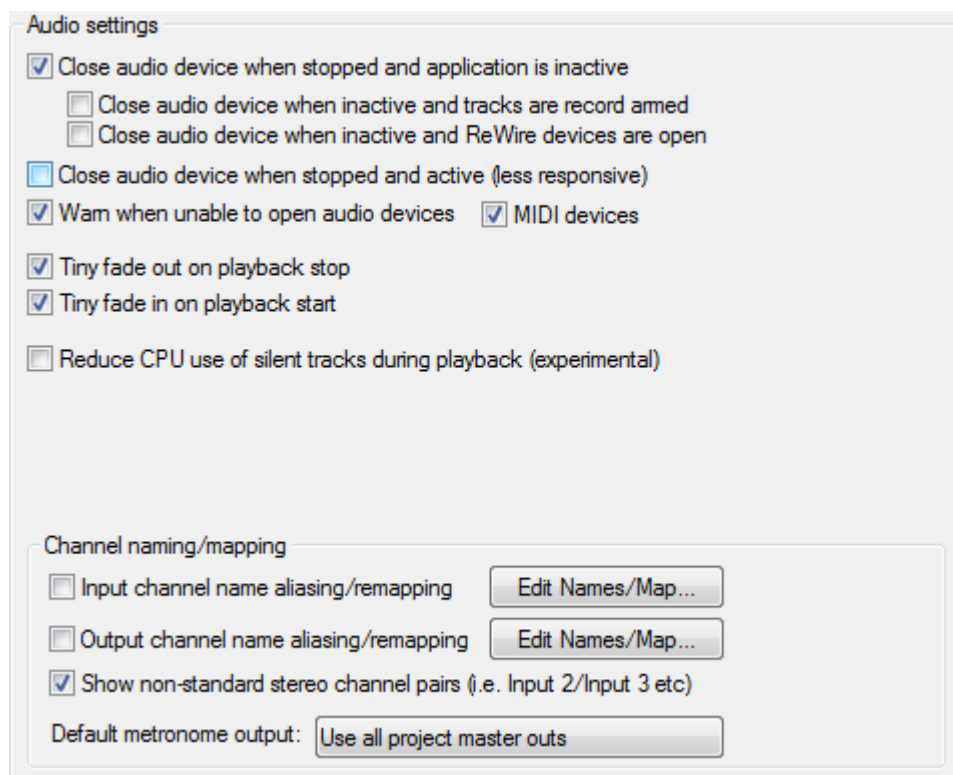 Audio settings
Close audio device when stopped and application is inactive
Close audio device when inactive and tracks are record armed
Close audio device when inactive and ReWire devices are open
Close audio device when stopped and active (less responsive)
Warn when unable to open audio devices MIDI devices
Tiny fade out on playback stop
Tiny fade in on playback start
Reduce CPU use of silent tracks during playback (experimental)
Channel naming/mapping
Input channel name aliasing/remapping Edit Names/Map...
Output channel name aliasing/remapping Edit Names/Map...
Show non-standard stereo channel pairs (i.e. Input 2/Input 3 etc)
Default metronome output: Use all project master outs